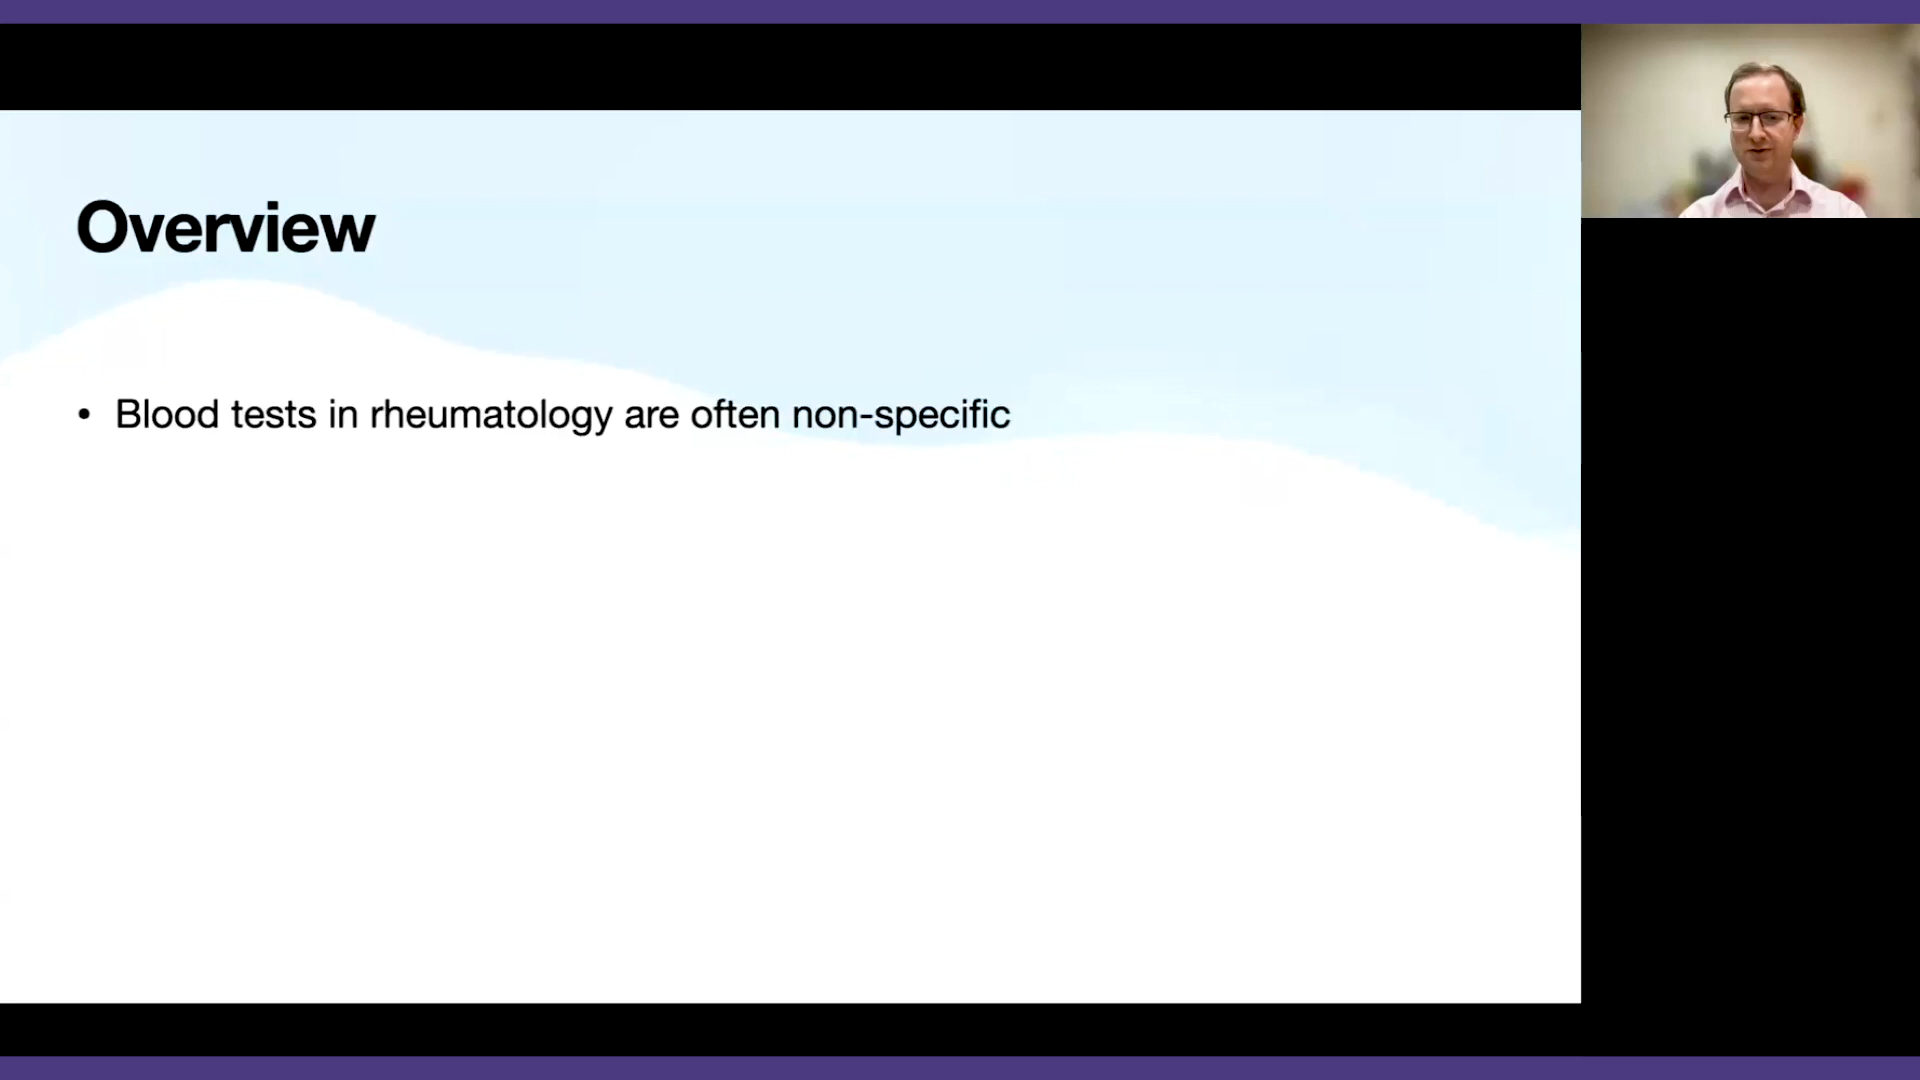 Overview
• Blood tests in rheumatology are often non-specific